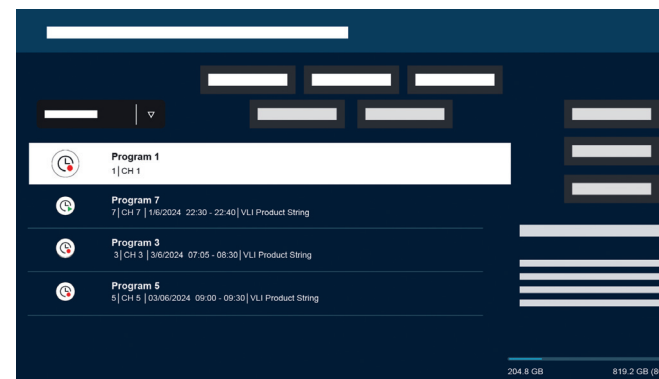 Program 1
1|CH 1
Program 7
7|CH 7 |1/6/2024 22:30 - 22:40|VLI Product String
Program 3
3|CH 3 |3/6/2024 07:05 - 08:30|VLI Product String
Program 5
5|CH 5 |03/06/2024 09:00 - 09:30|VLI Product String
204.8 GB 819.2 GB (8